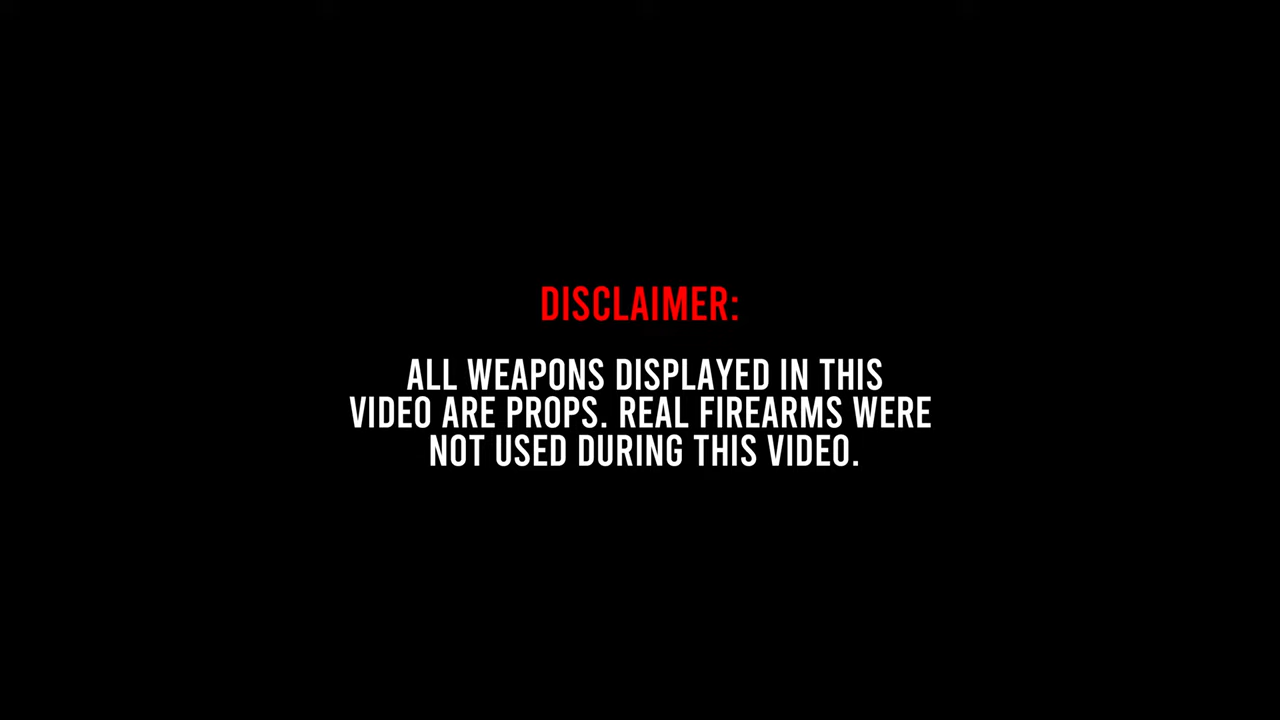 DISCLAIMER:
ALL WEAPONS DISPLAYED IN THIS
VIDEO ARE PROPS. REAL FIREARMS WERE
NOT USED DURING THIS VIDEO.